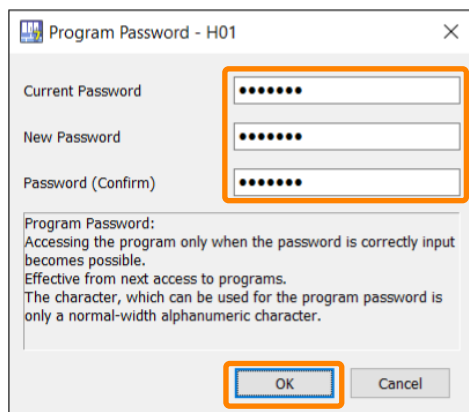 Program Password - H01
Current Password
•••••••
New Password
•••••••
Password (Confirm)
•••••••
Program Password:
Accessing the program only when the password is correctly input
becomes possible.
Effective from next access to programs.
The character, which can be used for the program password is
only a normal-width alphanumeric character.
OK
Cancel